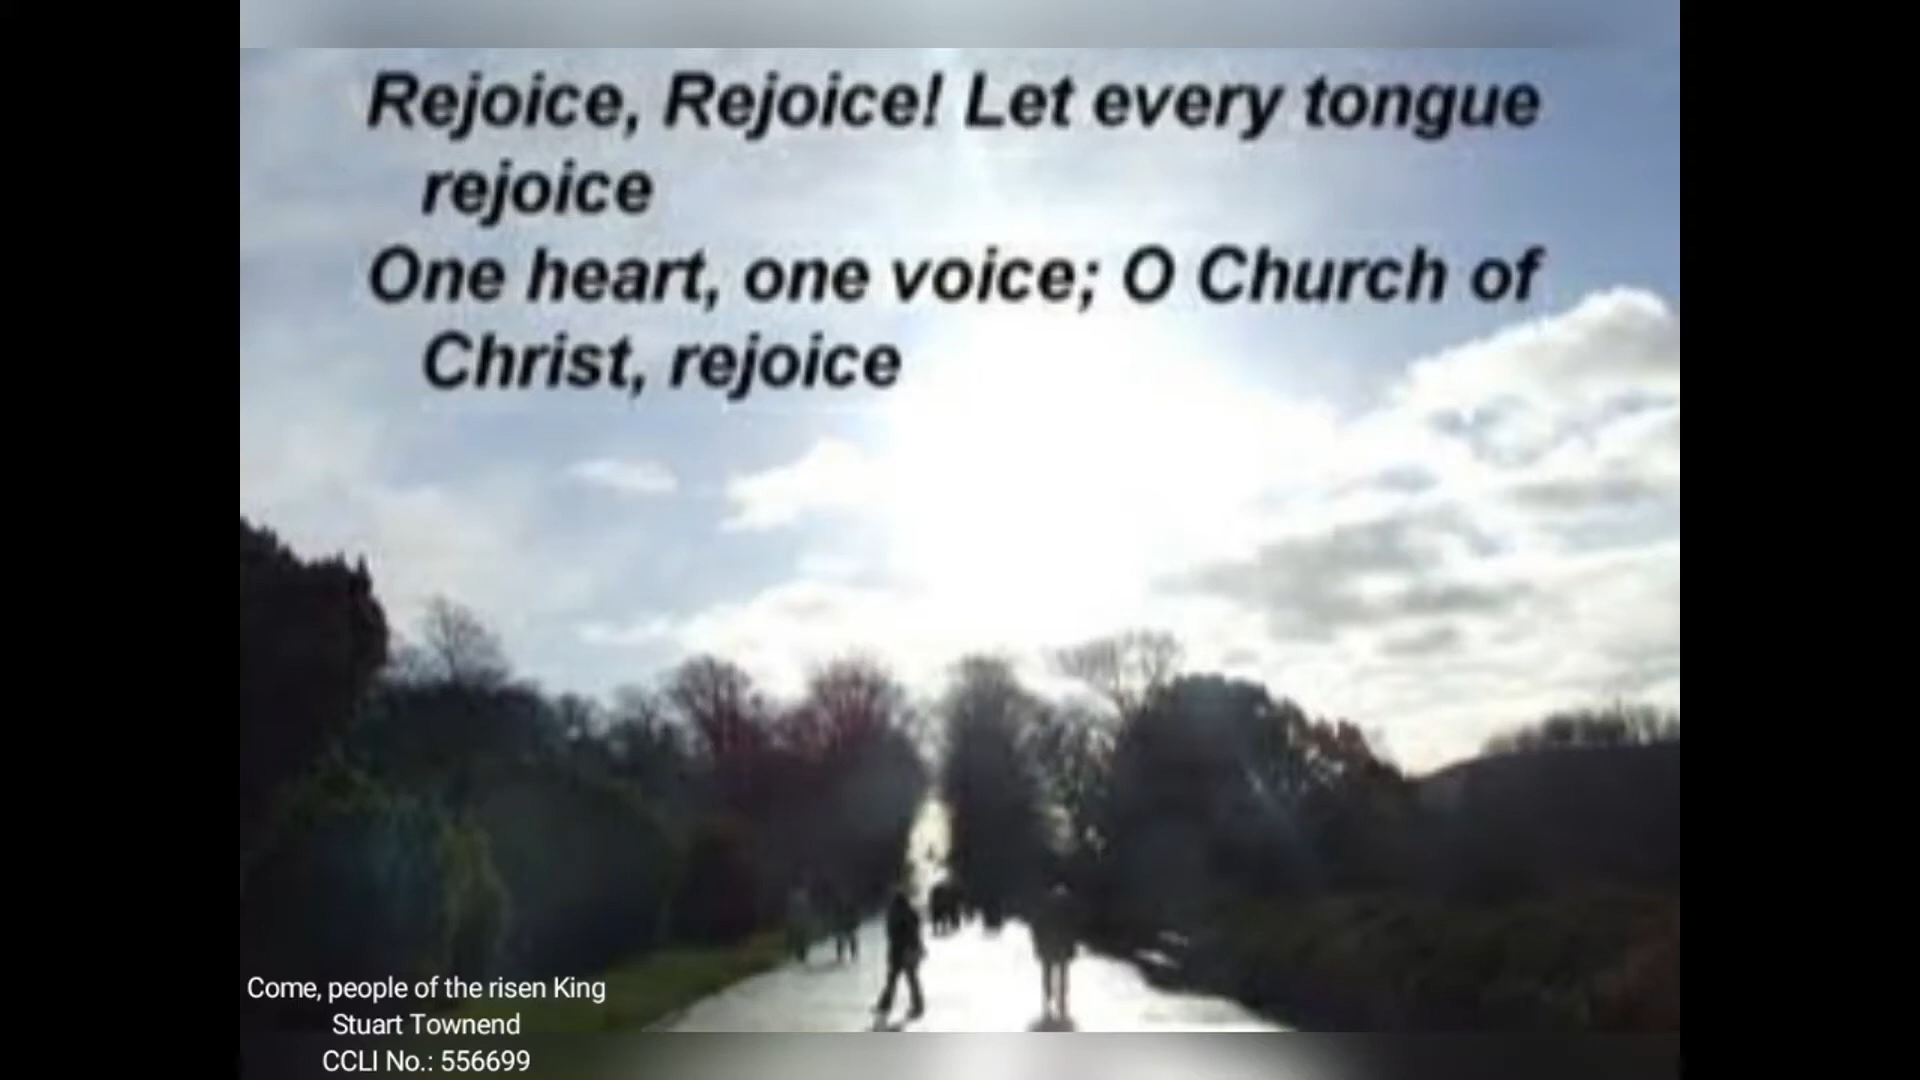 Rejoice, Rejoice! Let every tongue
rejoice
One heart, one voice; O Church of
Christ, rejoice
Come, people of the risen King
Stuart Townend
CCLI No.: 556699